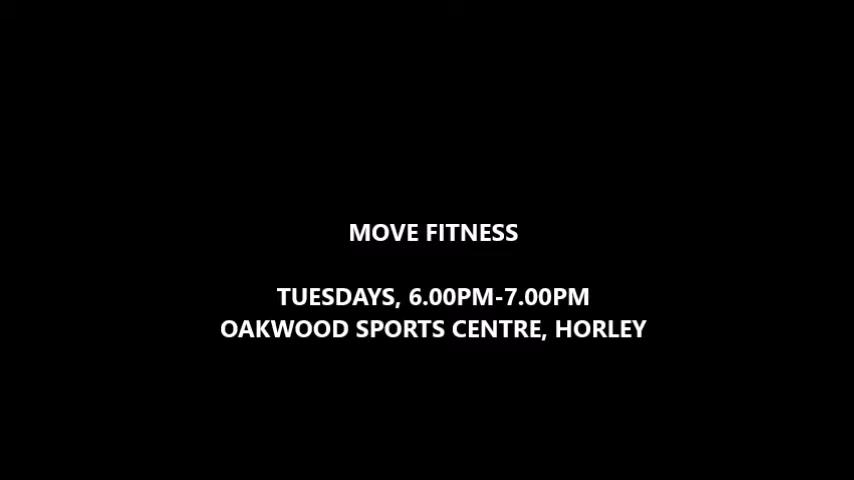 MOVE FITNESS
TUESDAYS, 6.00PM-7.00PM
OAKWOOD SPORTS CENTRE, HORLEY